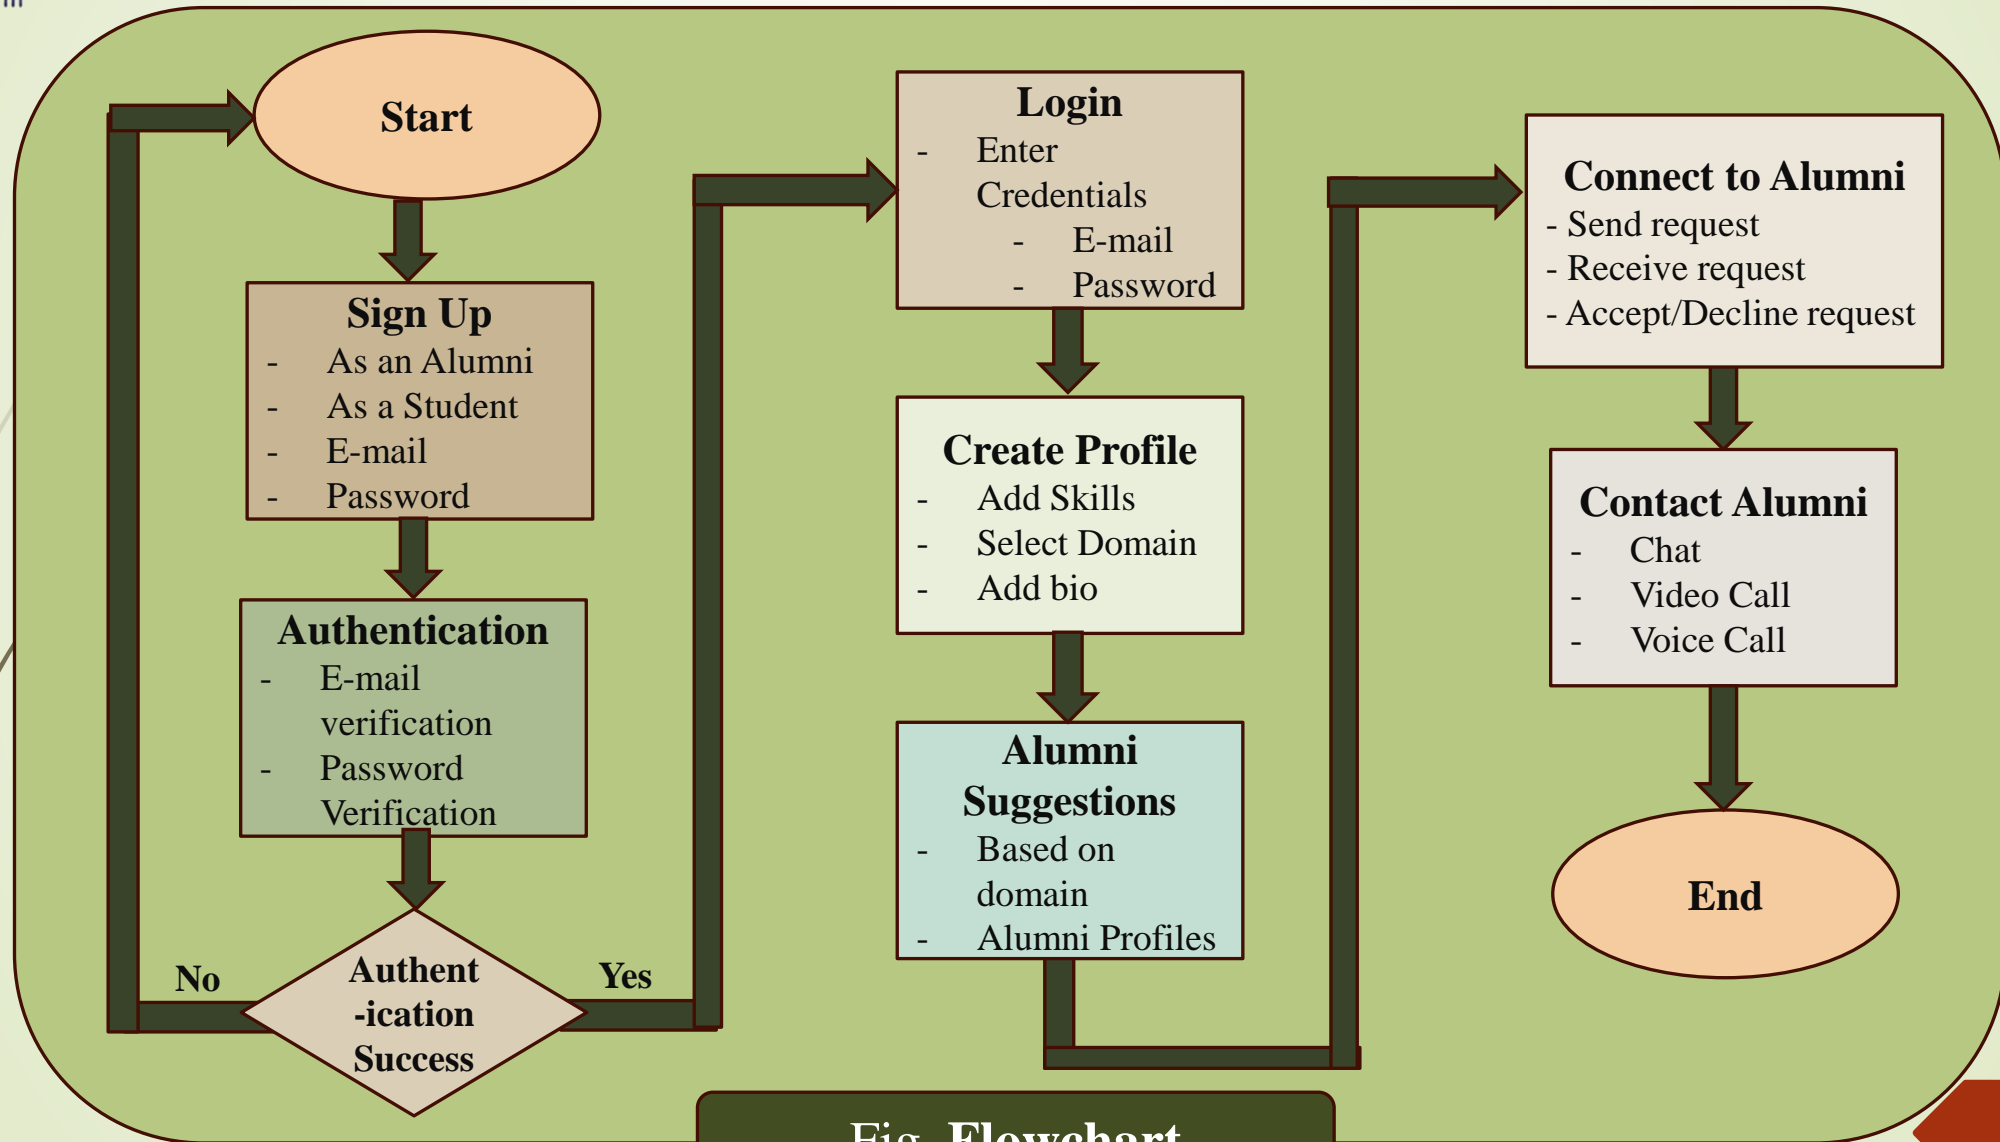 Start
Sign Up
- As an Alumni
- As a Student
- E-mail
- Password
Authentication
- E-mail
verification
- Password
Verification
Authent
-ication
Success
No
Yes
Login
- Enter
Credentials
- E-mail
- Password
Create Profile
- Add Skills
- Select Domain
- Add bio
Alumni
Suggestions
- Based on
domain
- Alumni Profiles
Connect to Alumni
- Send request
- Receive request
- Accept/Decline request
Contact Alumni
- Chat
- Video Call
- Voice Call
End
Fig. Flowchart